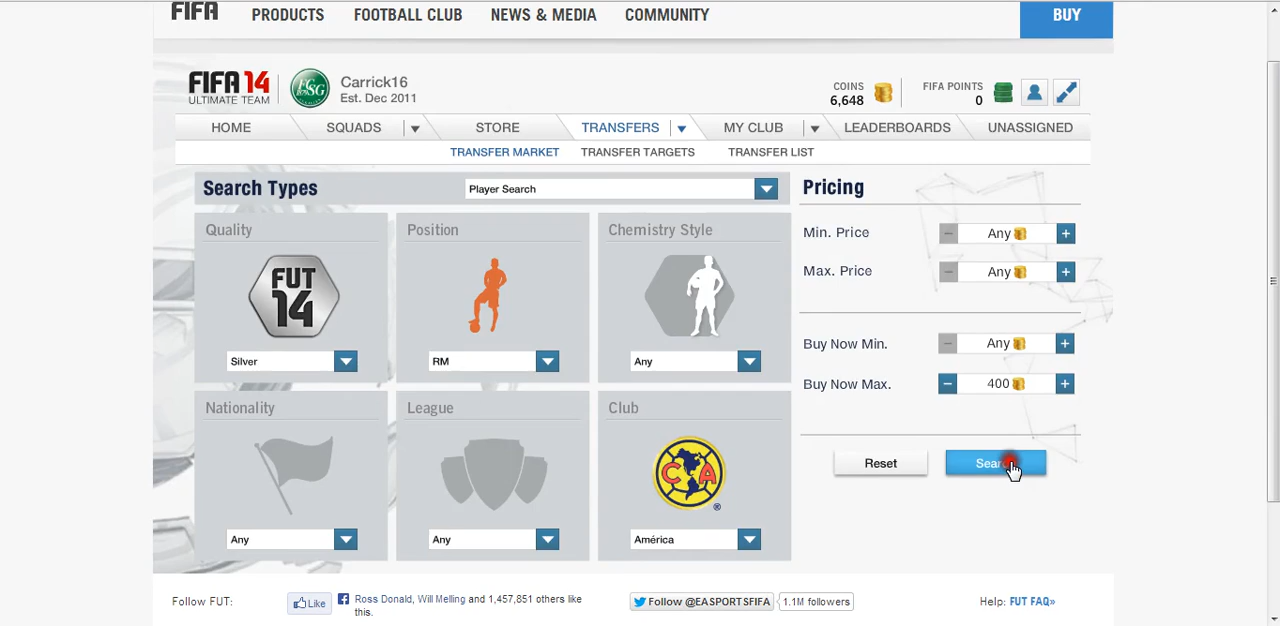 FIFA
PRODUCTS
FOOTBALL CLUB
NEWS & MEDIA
COMMUNITY
BUY
FIFA 14
ULTIMATE TEAM
FCSG
Carrick16
Est. Dec 2011
COINS
6,648
FIFA POINTS
0
HOME
SQUADS
STORE
TRANSFERS
MY CLUB
LEADERBOARDS
UNASSIGNED
TRANSFER MARKET
TRANSFER TARGETS
TRANSFER LIST
Search Types
Player Search
Quality
FUT
14
Silver
Position
RM
Chemistry Style
Any
Nationality
Any
League
Any
Club
CA
América
Pricing
Min. Price
Any
Max. Price
Any
Buy Now Min.
Any
Buy Now Max.
400
Reset
Follow FUT:
Like
Ross Donald, Will Melling and 1,457,851 others like
this.
Follow @EASPORTSFIFA
1.1M followers
Help: FUT FAQ»